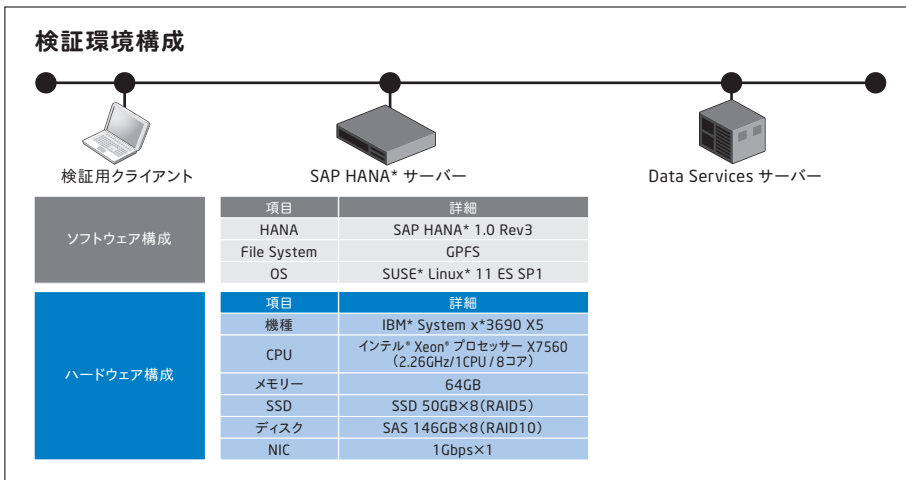 検証環境構成
検証用クライアント
SAP HANA* サーバー
Data Services サーバー
ソフトウェア構成
項目 詳細
HANA SAP HANA* 1.0 Rev3
File System GPFS
OS SUSE* Linux* 11 ES SP1
ハードウェア構成
項目 詳細
機種 IBM* System x*3690 X5
CPU インテル® Xeon® プロセッサー X7560
（2.26GHz/1CPU/8コア）
メモリー 64GB
SSD SSD 50GB×8（RAID5）
ディスク SAS 146GB×8（RAID10）
NIC 1Gbps×1